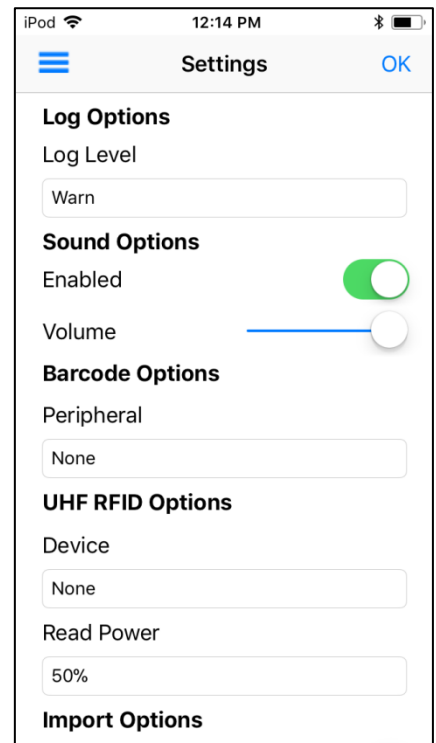 iPod 12:14 PM
Settings OK
Log Options
Log Level
Warn
Sound Options
Enabled
Volume
Barcode Options
Peripheral
None
UHF RFID Options
Device
None
Read Power
50%
Import Options